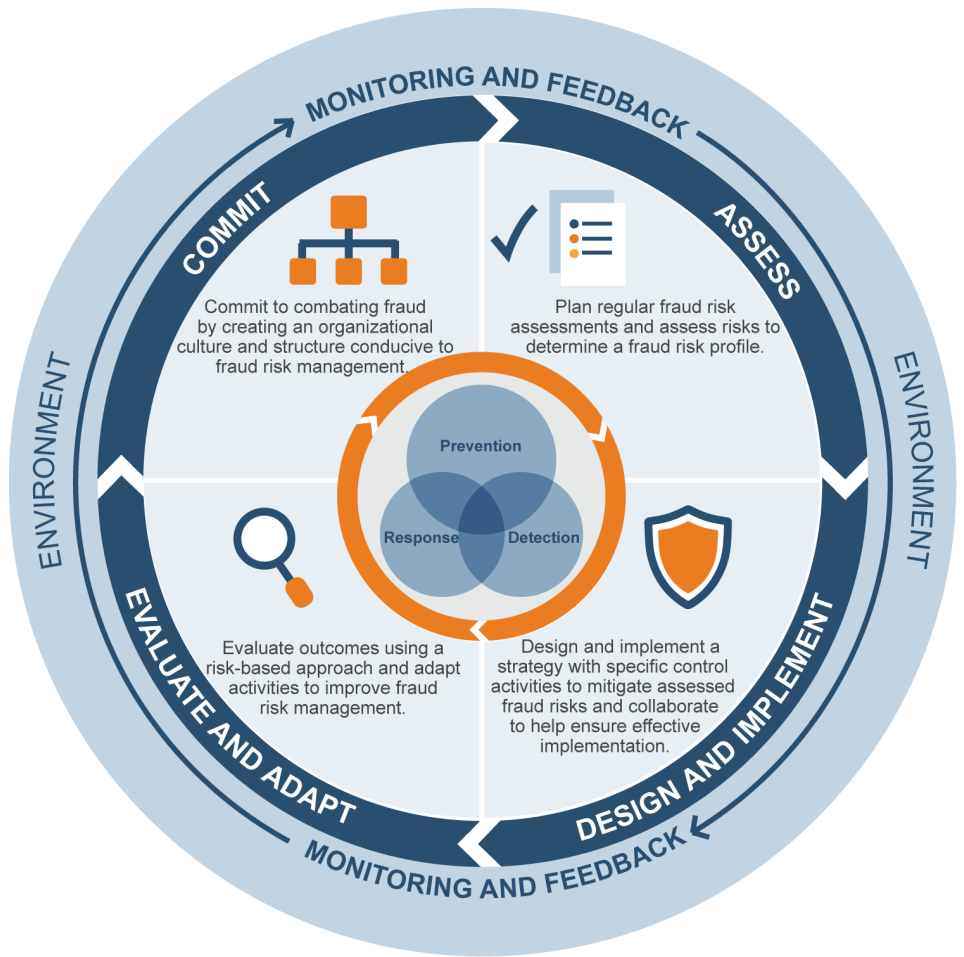 MONITORING AND FEEDBACK
COMMIT
ASSESS
Commit to combating fraud
by creating an organizational
culture and structure conducive to
fraud risk management.
Plan regular fraud risk
assessments and assess risks to
determine a fraud risk profile.
ENVIRONMENT
ENVIRONMENT
Prevention
Response
Detection
EVALUATE AND ADAPT
DESIGN AND IMPLEMENT
Evaluate outcomes using a
risk-based approach and adapt
activities to improve fraud
risk management.
Design and implement a
strategy with specific control
activities to mitigate assessed
fraud risks and collaborate
to help ensure effective
implementation.
MONITORING AND FEEDBACK